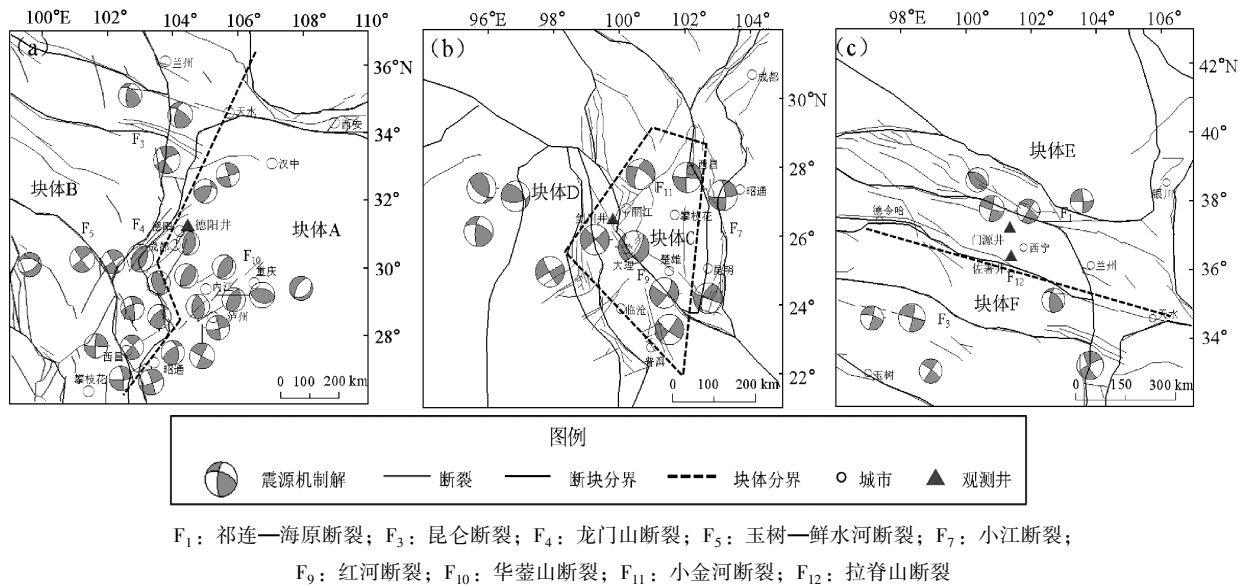 100°E 102° 104° 106° 108° 110°
(a)
兰州
36°N
天水
西安
34°
F3
汉中
块体B
32°
F5
F4
德阳
德阳井
块体A
成都
F10
重庆
30°
内江
泸州
28°
西昌
昭通
攀枝花
0 100 200 km
96°E 98° 100° 102° 104°
(b)
成都
30°N
块体D
西昌
28°
F11
昭通
剑川井
丽江
攀枝花
F7
块体C
26°
大理
楚雄
昆明
F9
24°
临沧
普洱
22°
0 100 200 km
98°E 100° 102° 104° 106°
(c)
42°N
40°
块体E
银川
38°
德令哈
F1
门源井
西宁
佐署井
兰州
36°
F12
块体F
天水
F3
34°
玉树
0 150 300 km
图例
震源机制解 断裂 断块分界 块体分界 城市 观测井
F1：祁连—海原断裂；F3：昆仑断裂；F4：龙门山断裂；F5：玉树—鲜水河断裂；F7：小江断裂；
F9：红河断裂；F10：华蓥山断裂；F11：小金河断裂；F12：拉脊山断裂